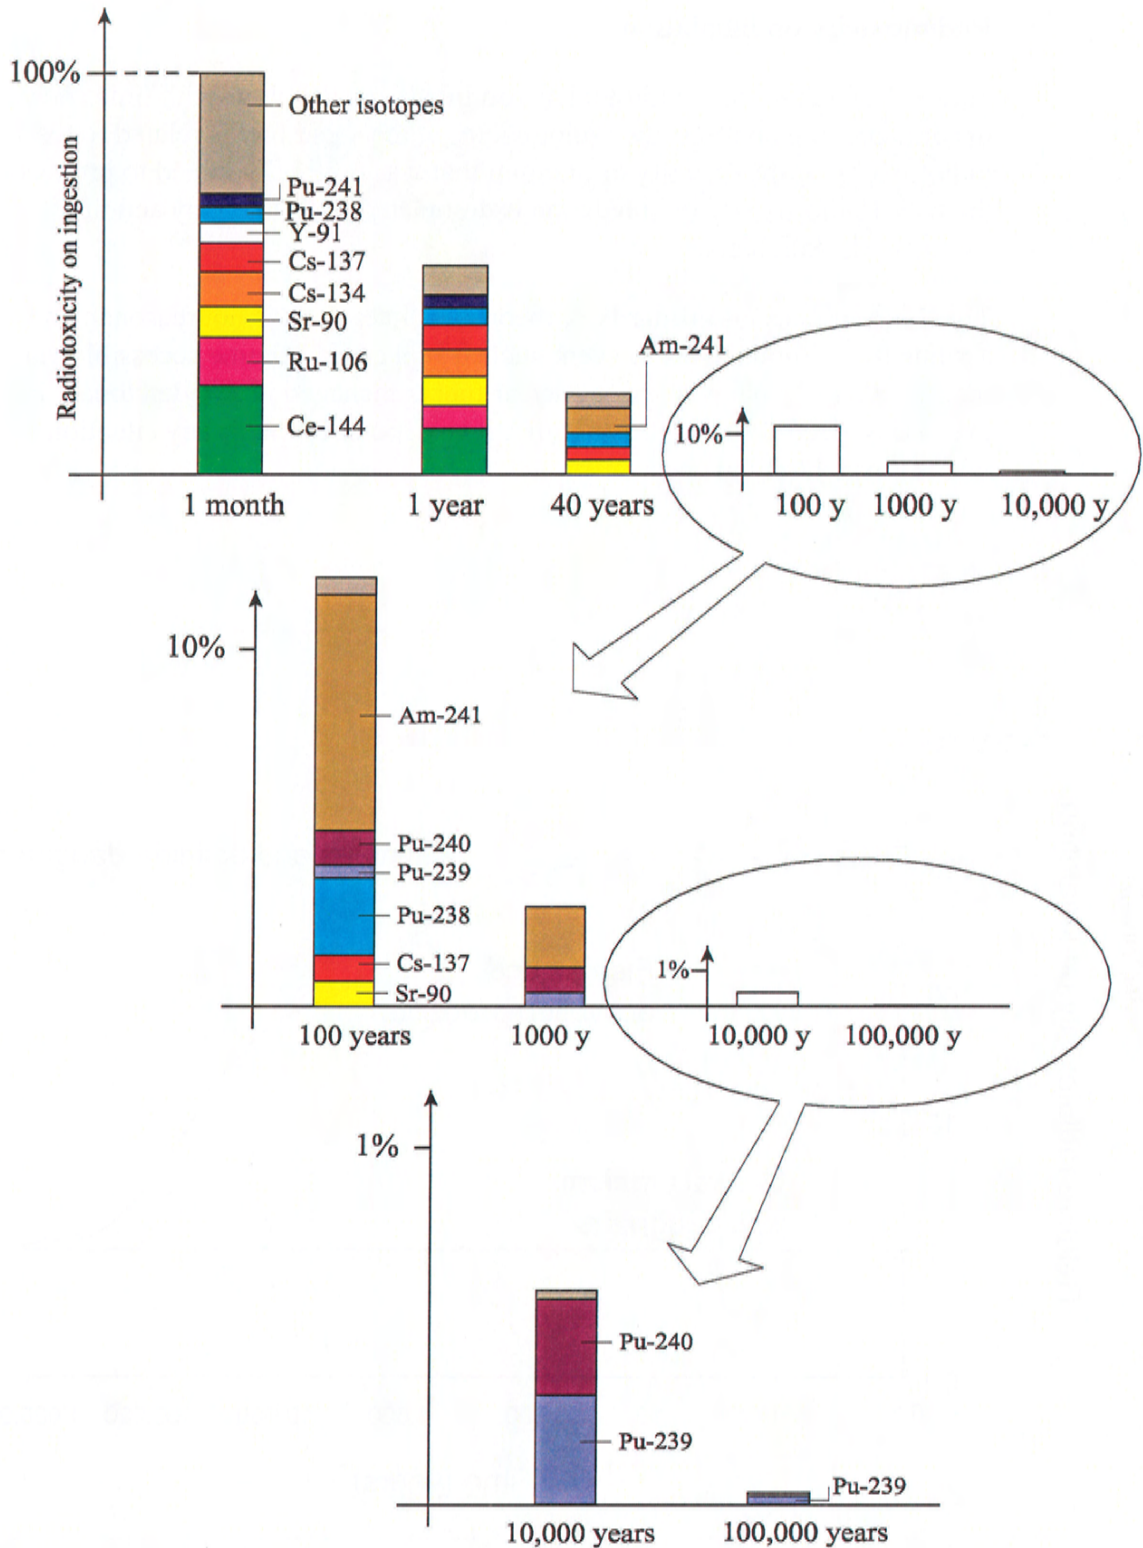 100%
Radiotoxicity on ingestion
Other isotopes
Pu-241
Pu-238
Y-91
Cs-137
Cs-134
Sr-90
Ru-106
Ce-144
Am-241
10%
1 month
1 year
40 years
100 y
1000 y
10,000 y
10%
Am-241
Pu-240
Pu-239
Pu-238
Cs-137
Sr-90
1%
100 years
1000 y
10,000 y
100,000 y
1%
Pu-240
Pu-239
Pu-239
10,000 years
100,000 years